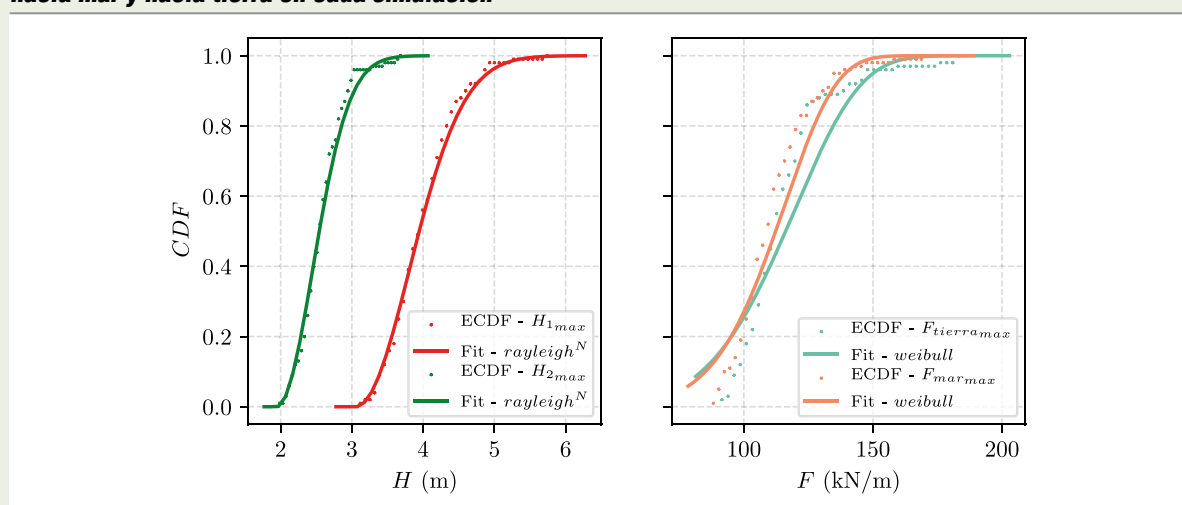 hacia mar y hacia tierra en cada simulación
CDF
1.0
0.8
0.6
0.4
0.2
0.0
ECDF - H1max
Fit - rayleigh^N
ECDF - H2max
Fit - rayleigh^N
2 3 4 5 6
H (m)
ECDF - Ftierramax
Fit - weibull
ECDF - Fmarmax
Fit - weibull
100 150 200
F (kN/m)